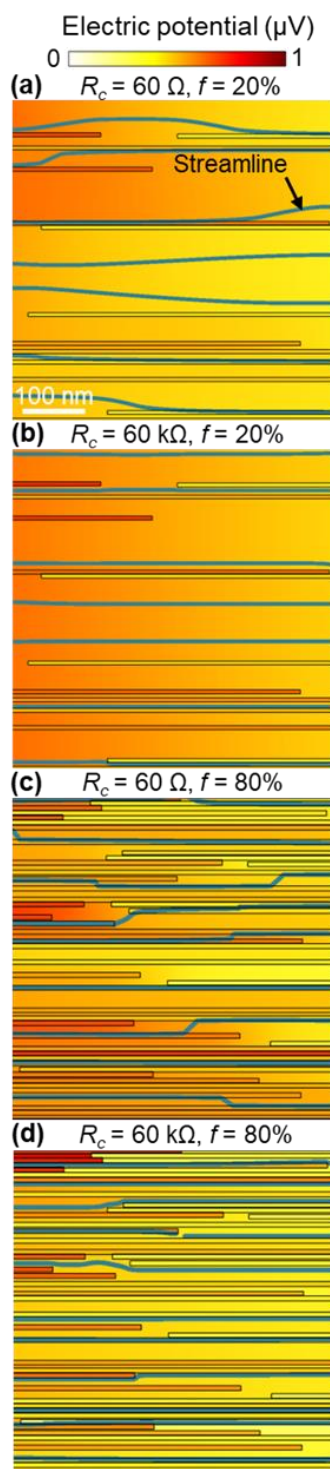 Electric potential (µV)
0 1
(a) R_c = 60 Ω, f = 20%
Streamline
100 nm
(b) R_c = 60 kΩ, f = 20%
(c) R_c = 60 Ω, f = 80%
(d) R_c = 60 kΩ, f = 80%